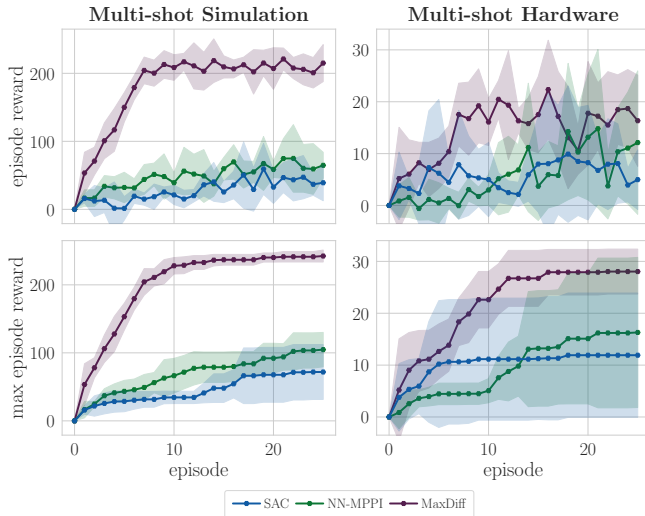 Multi-shot Simulation
Multi-shot Hardware
episode reward
200
100
0
30
20
10
0
max episode reward
200
100
0
30
20
10
0
0 10 20
0 10 20
episode
episode
SAC NN-MPPI MaxDiff